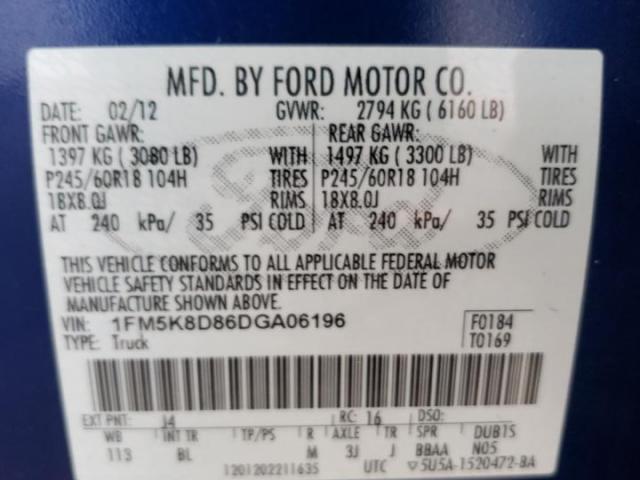 MFD. BY FORD MOTOR CO.
DATE: 02/12 GVWR: 2794 KG ( 6160 LB)
FRONT GAWR: REAR GAWR:
1397 KG ( 3080 LB) WITH 1497 KG ( 3300 LB) WITH
P245/60R18 104H TIRES P245/60R18 104H TIRES
18X8.0J RIMS 18X8.0J RIMS
AT 240 kPa/ 35 PSI COLD AT 240 kPa/ 35 PSI COLD
Ford
THIS VEHICLE CONFORMS TO ALL APPLICABLE FEDERAL MOTOR
VEHICLE SAFETY STANDARDS IN EFFECT ON THE DATE OF
MANUFACTURE SHOWN ABOVE.
VIN: 1FM5K8D86DGA06196 F0184
TYPE: Truck T0169
EXT PNT: J4 RC: 16 DSO:
WB INT TR TP/PS R AXLE TR SPR DUB1S
113 BL M 3J J BBAA N05
1201202211635 UTC ▽5U5A-1520472-BA